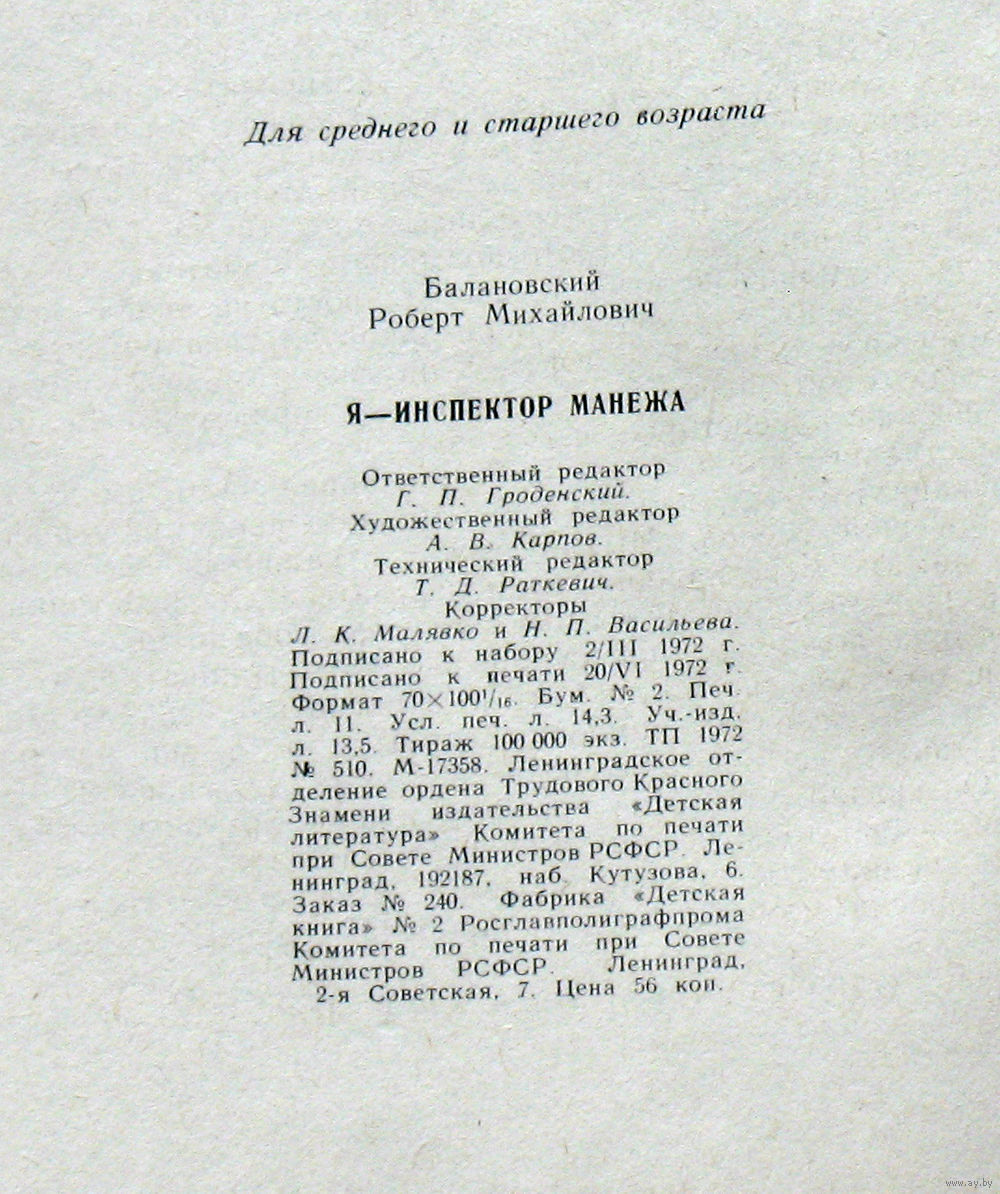 Для среднего и старшего возраста
Балановский
Роберт Михайлович
Я—ИНСПЕКТОР МАНЕЖА
Ответственный редактор
Г. П. Гроденский.
Художественный редактор
А. В. Карпов.
Технический редактор
Т. Д. Раткевич.
Корректоры
Л. К. Малявко и Н. П. Васильева.
Подписано к набору 2/III 1972 г.
Подписано к печати 20/VI 1972 г.
Формат 70×100¹/₁₆. Бум. № 2. Печ.
л. 11. Усл. печ. л. 14,3. Уч.-изд.
л. 13,5. Тираж 100 000 экз. ТП 1972
№ 510. М-17358. Ленинградское от-
деление ордена Трудового Красного
Знамени издательства «Детская
литература» Комитета по печати
при Совете Министров РСФСР. Ле-
нинград, 192187, наб. Кутузова, 6.
Заказ № 240. Фабрика «Детская
книга» № 2 Росглавполиграфпрома
Комитета по печати при Совете
Министров РСФСР. Ленинград,
2-я Советская, 7. Цена 56 коп.
www.ay.by